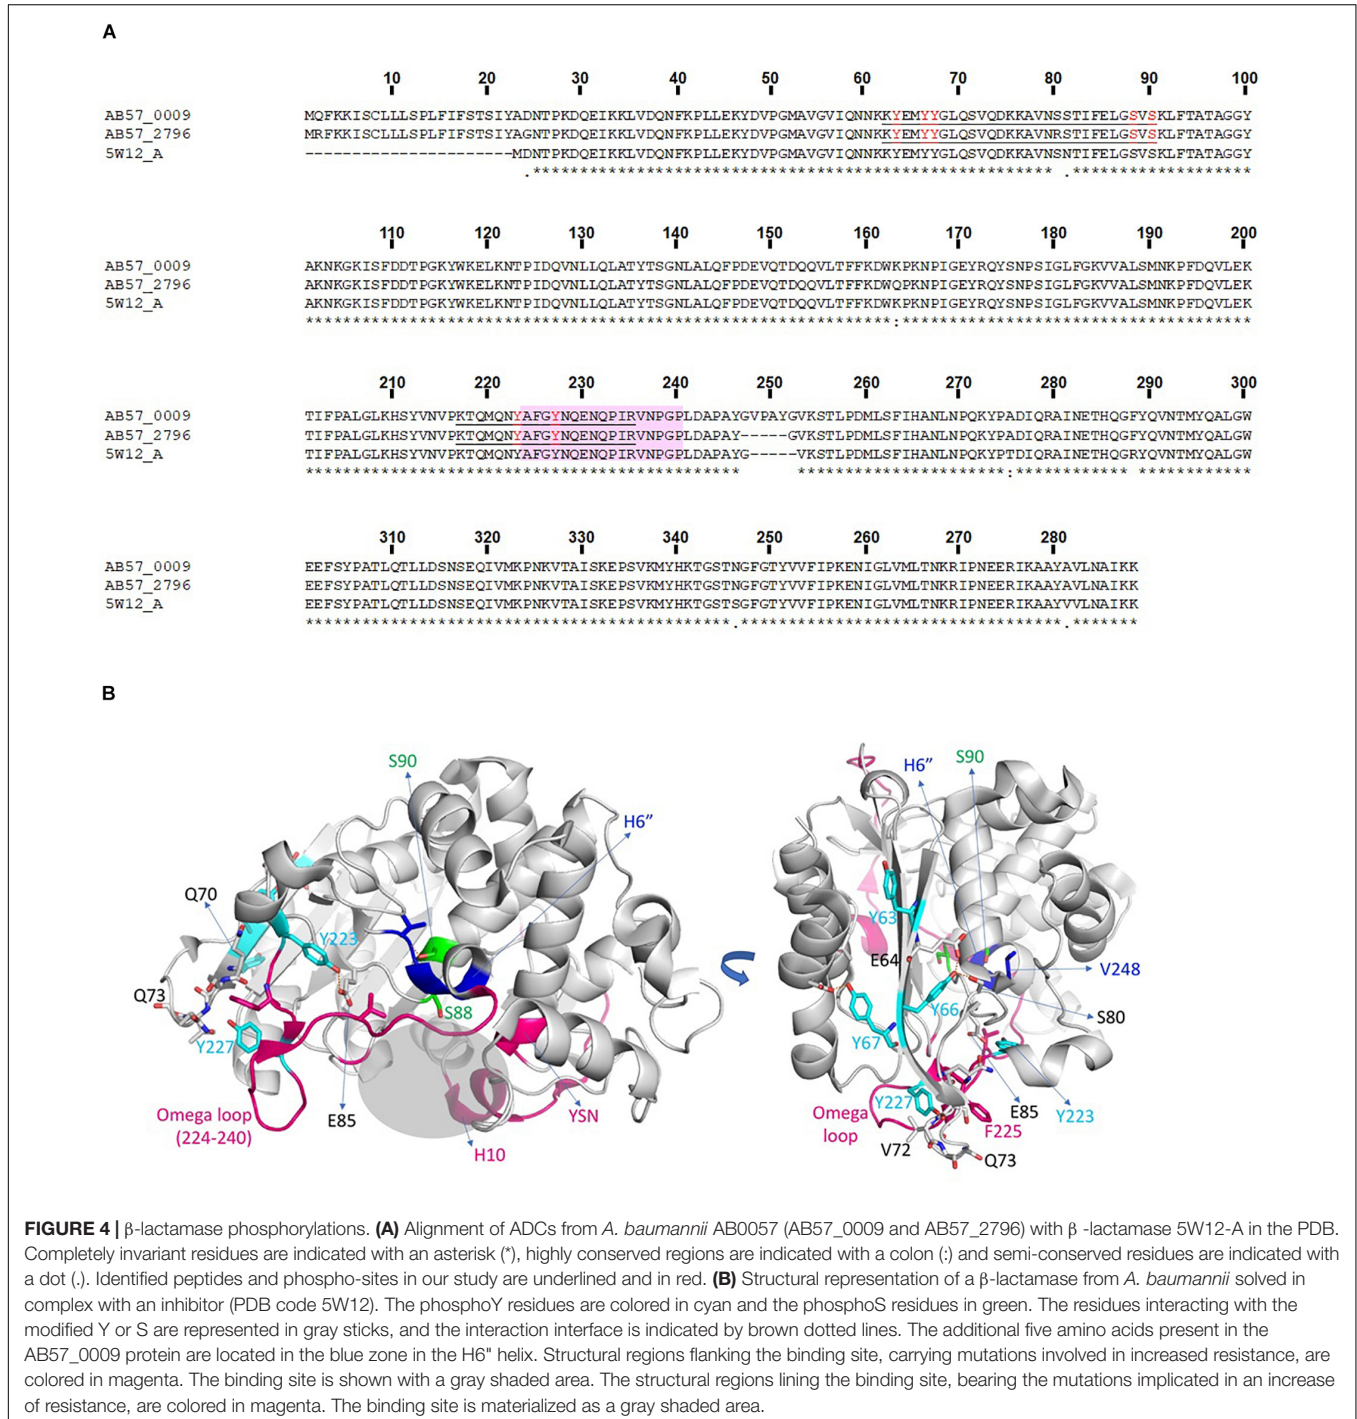 A
10 20 30 40 50 60 70 80 90 100
AB57_0009 MQFKKISCLLLSPLFIFSTSIYADNTPKDQEIKKLVDQNFKPLLEKYDVPGMAVGVIQNNKKYEMYYGLQSVQDKKAVNRSTIFELGSVSKLFTATAGGY
AB57_2796 MRFKKISCLLLSPLFIFSTSIYAGNTPKDQEIKKLVDQNFKPLLEKYDVPGMAVGVIQNNKKYEMYYGLQSVQDKKAVNRSTIFELGSVSKLFTATAGGY
5W12_A ----------------------MDNTPKDQEIKKLVDQNFKPLLEKYDVPGMAVGVIQNNKKYEMYYGLQSVQDKKAVNSNTIFELGSVSKLFTATAGGY
.******************************************************* .*******************
110 120 130 140 150 160 170 180 190 200
AB57_0009 AKNKGKISFDDTPGKYWKELKNTPIDQVNLLQLATYTSGNLALQFPDEVQTDQQVLTFFKDWKPKNPIGEYRQYSNPSIGLFGKVVALSMNKPFDQVLEK
AB57_2796 AKNKGKISFDDTPGKYWKELKNTPIDQVNLLQLATYTSGNLALQFPDEVQTDQQVLTFFKDWQPKNPIGEYRQYSNPSIGLFGKVVALSMNKPFDQVLEK
5W12_A AKNKGKISFDDTPGKYWKELKNTPIDQVNLLQLATYTSGNLALQFPDEVQTDQQVLTFFKDWKPKNPIGEYRQYSNPSIGLFGKVVALSMNKPFDQVLEK
**************************************************************:*************************************
210 220 230 240 250 260 270 280 290 300
AB57_0009 TIFPALGLKHSYVNVPKTQMQNYAFGYNQENQPIRVNPGPLDAPAYGVPAYGVKSTLPDMLSFIHANLNPQKYPADIQRAINETHQGFYQVNTMYQALGW
AB57_2796 TIFPALGLKHSYVNVPKTQMQNYAFGYNQENQPIRVNPGPLDAPAY-----GVKSTLPDMLSFIHANLNPQKYPADIQRAINETHQGFYQVNTMYQALGW
5W12_A TIFPALGLKHSYVNVPKTQMQNYAFGYNQENQPIRVNPGPLDAPAYG-----VKSTLPDMLSFIHANLNPQKYPTDIQRAINETHQGRYQVNTMYQALGW
********************************************** **********************:************ ************
310 320 330 340 250 260 270 280
AB57_0009 EEFSYPATLQTLLDSNSEQIVMKPNKVTAISKEPSVKMYHKTGSTNGFGTYVVFIPKENIGLVMLTNKRIPNEERIKAAYAVLNAIKK
AB57_2796 EEFSYPATLQTLLDSNSEQIVMKPNKVTAISKEPSVKMYHKTGSTNGFGTYVVFIPKENIGLVMLTNKRIPNEERIKAAYAVLNAIKK
5W12_A EEFSYPATLQTLLDSNSEQIVMKPNKVTAISKEPSVKMYHKTGSTSGFGTYVVFIPKENIGLVMLTNKRIPNEERIKAAYVVLNAIKK
*********************************************.**********************************.*******
B
S90
H6”
Q70
Y223
Q73
S88
Y227
Omega loop
(224-240)
E85
YSN
H10
H6”
S90
Y63
E64
V248
Y66
S80
Y67
Y227
E85
Y223
Omega
loop
F225
V72
Q73
FIGURE 4 | β-lactamase phosphorylations. (A) Alignment of ADCs from A. baumannii AB0057 (AB57_0009 and AB57_2796) with β -lactamase 5W12-A in the PDB.
Completely invariant residues are indicated with an asterisk (*), highly conserved regions are indicated with a colon (:) and semi-conserved residues are indicated with
a dot (.). Identified peptides and phospho-sites in our study are underlined and in red. (B) Structural representation of a β-lactamase from A. baumannii solved in
complex with an inhibitor (PDB code 5W12). The phosphoY residues are colored in cyan and the phosphoS residues in green. The residues interacting with the
modified Y or S are represented in gray sticks, and the interaction interface is indicated by brown dotted lines. The additional five amino acids present in the
AB57_0009 protein are located in the blue zone in the H6" helix. Structural regions flanking the binding site, carrying mutations involved in increased resistance, are
colored in magenta. The binding site is shown with a gray shaded area. The structural regions lining the binding site, bearing the mutations implicated in an increase
of resistance, are colored in magenta. The binding site is materialized as a gray shaded area.